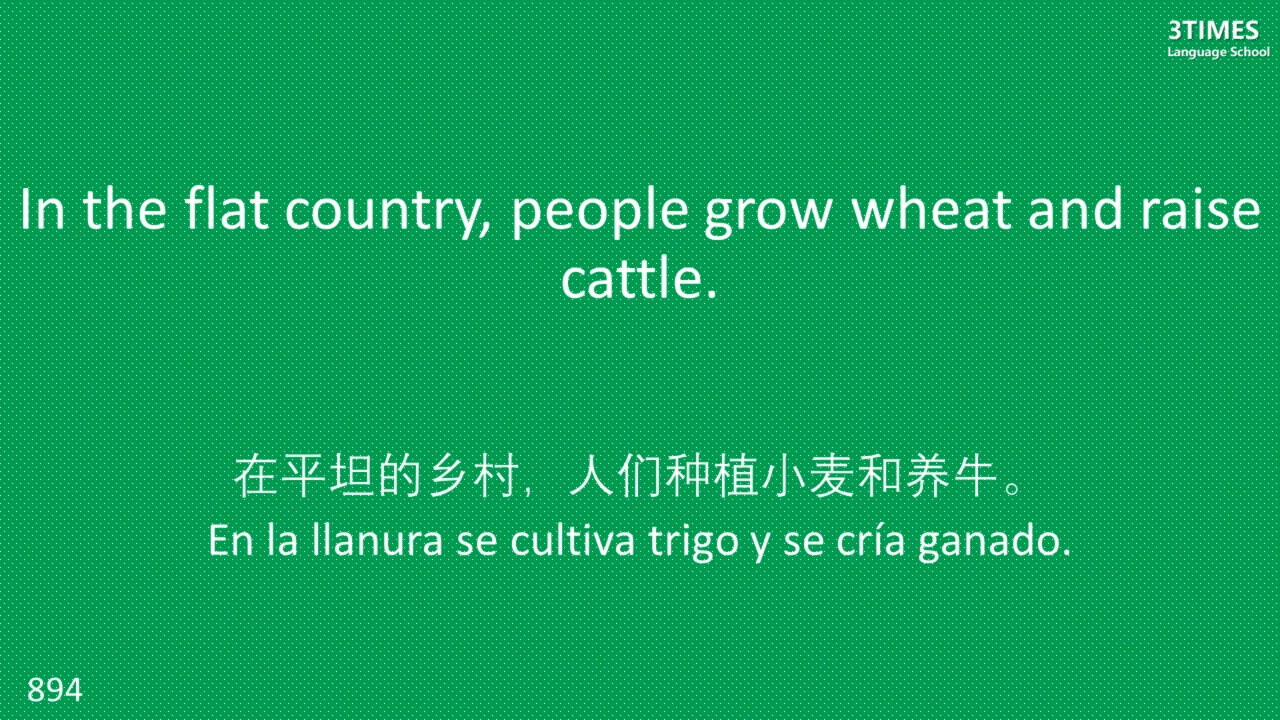 3TIMES
Language School
In the flat country, people grow wheat and raise
cattle.
在平坦的乡村，人们种植小麦和养牛。
En la llanura se cultiva trigo y se cría ganado.
894